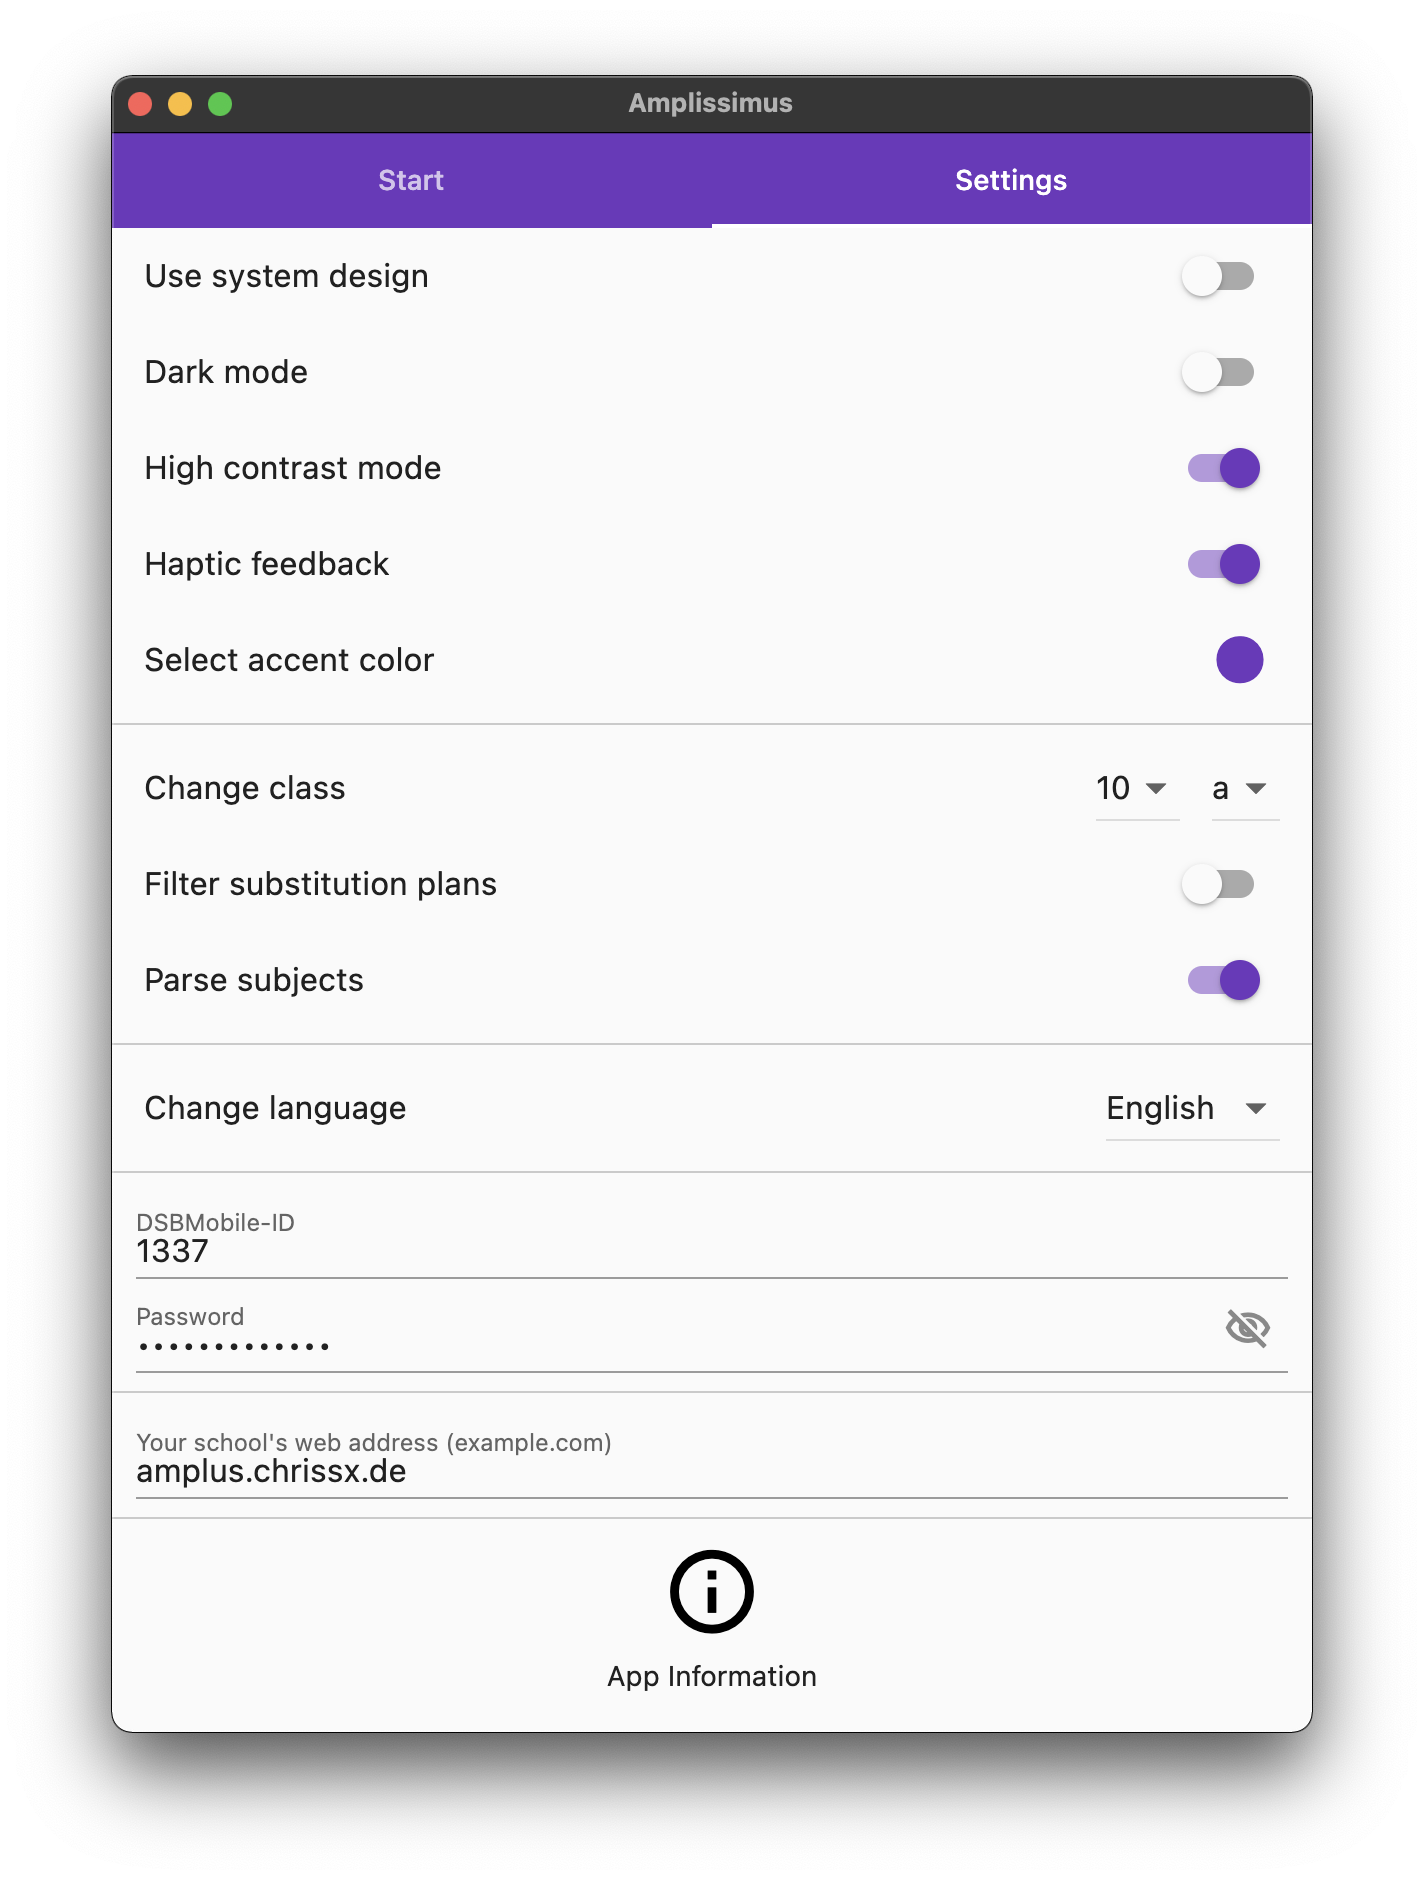 Amplissimus
Start Settings
Use system design
Dark mode
High contrast mode
Haptic feedback
Select accent color
Change class 10 a
Filter substitution plans
Parse subjects
Change language English
DSBMobile-ID
1337
Password
•••••••••••••
Your school's web address (example.com)
amplus.chrissx.de
App Information